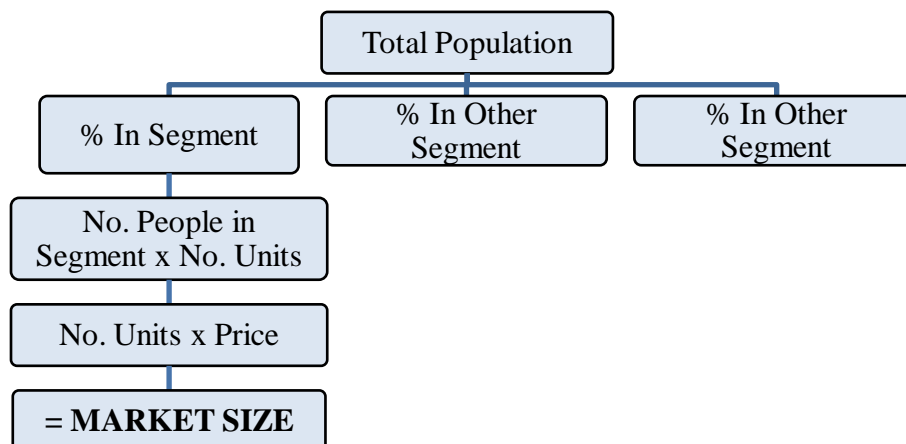 Total Population
% In Segment
% In Other
Segment
% In Other
Segment
No. People in
Segment x No. Units
No. Units x Price
= MARKET SIZE